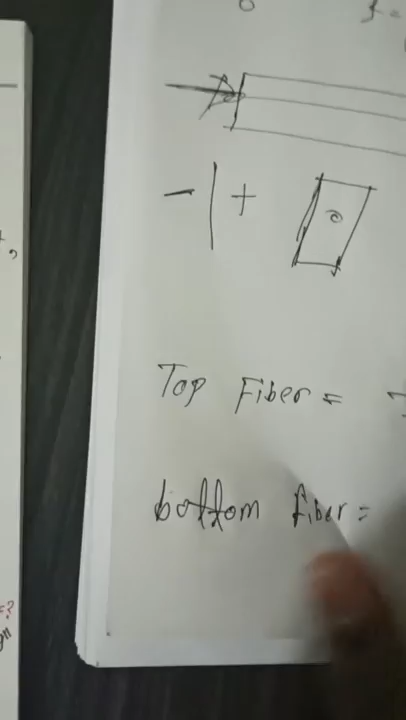 - | +
Top Fiber =
bottom fiber =